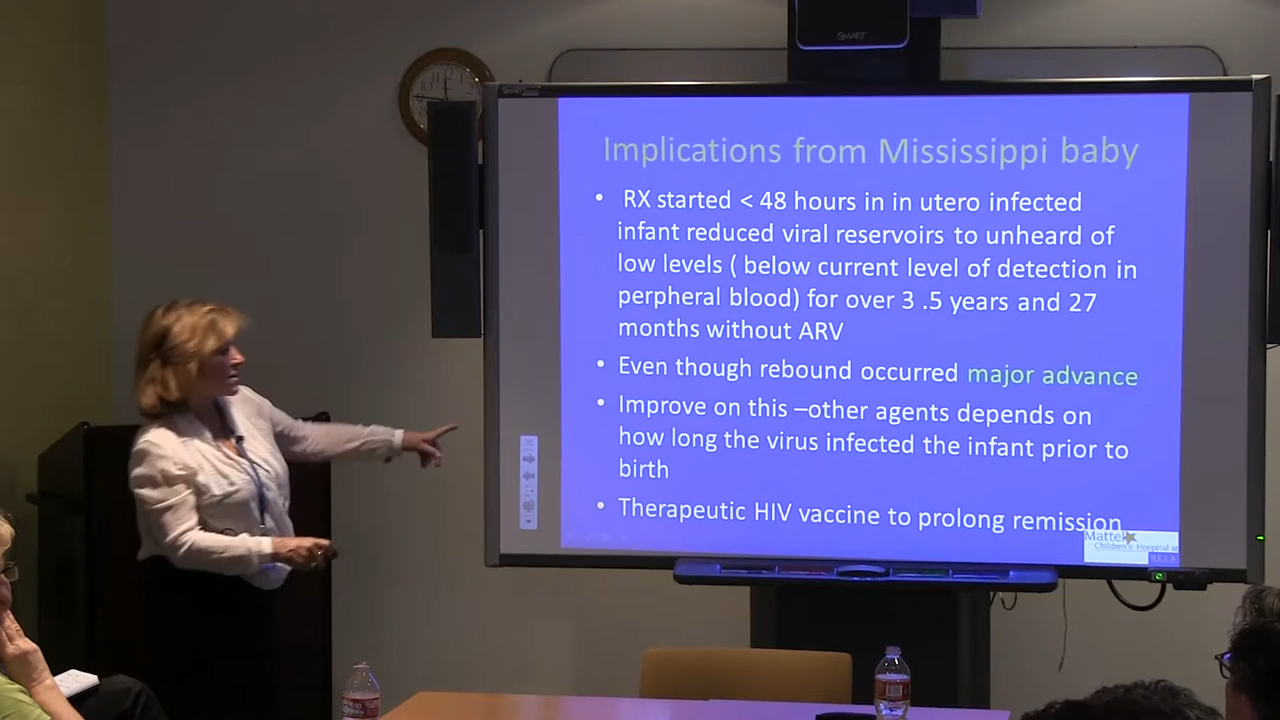 SMART
SMART
Implications from Mississippi baby
• RX started < 48 hours in in utero infected
infant reduced viral reservoirs to unheard of
low levels ( below current level of detection in
perpheral blood) for over 3 .5 years and 27
months without ARV
• Even though rebound occurred major advance
• Improve on this –other agents depends on
how long the virus infected the infant prior to
birth
• Therapeutic HIV vaccine to prolong remission
Mattel
Children's Hospital at
UCLA